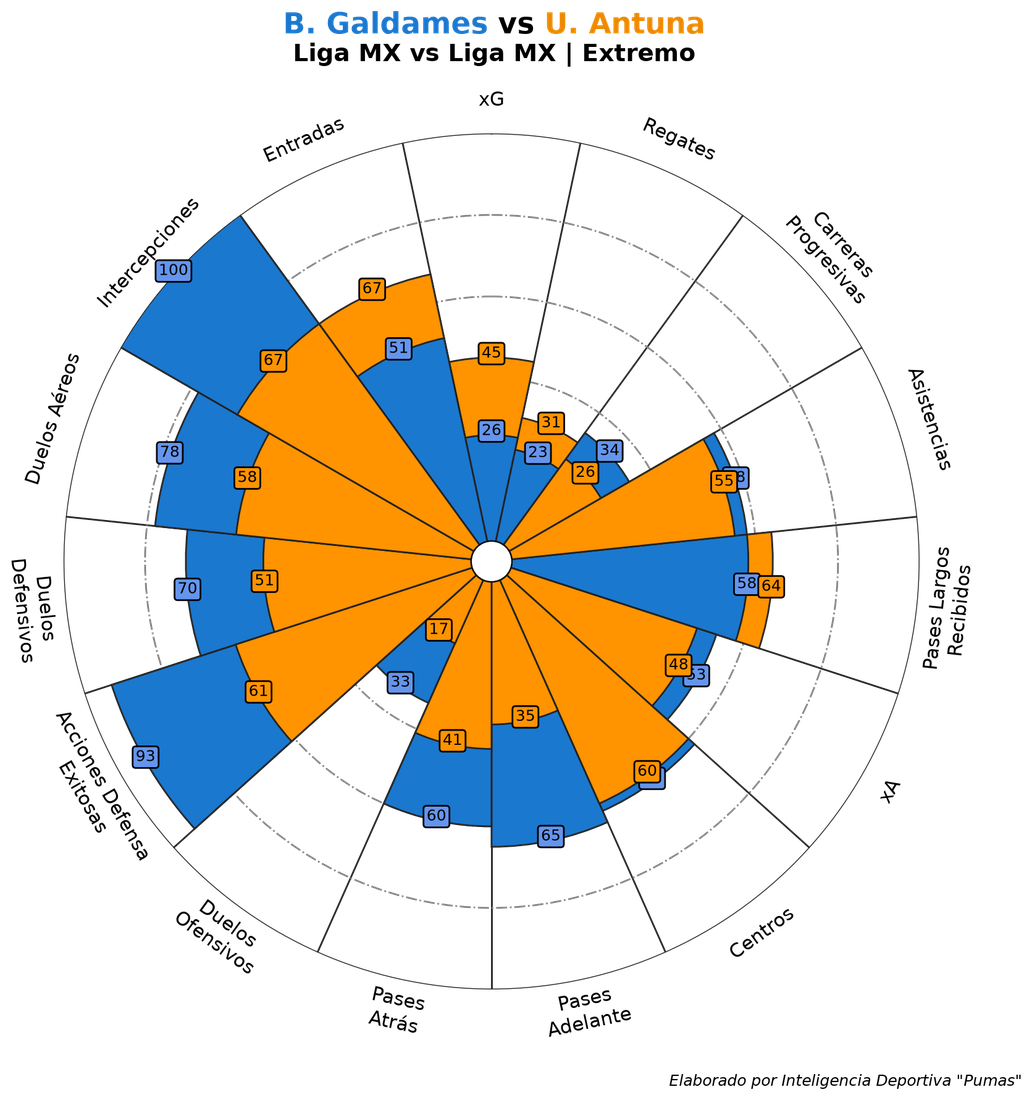 B. Galdames vs U. Antuna
Liga MX vs Liga MX | Extremo
xG
45
26
Regates
31
23
Carreras
Progresivas
34
26
Asistencias
55
Pases Largos
Recibidos
58
64
xA
48
Centros
60
Pases
Adelante
35
65
Pases
Atrás
41
60
Duelos
Ofensivos
17
33
Acciones Defensa
Exitosas
61
93
Duelos
Defensivos
51
70
Duelos Aéreos
58
78
Intercepciones
67
100
Entradas
67
51
Elaborado por Inteligencia Deportiva "Pumas"